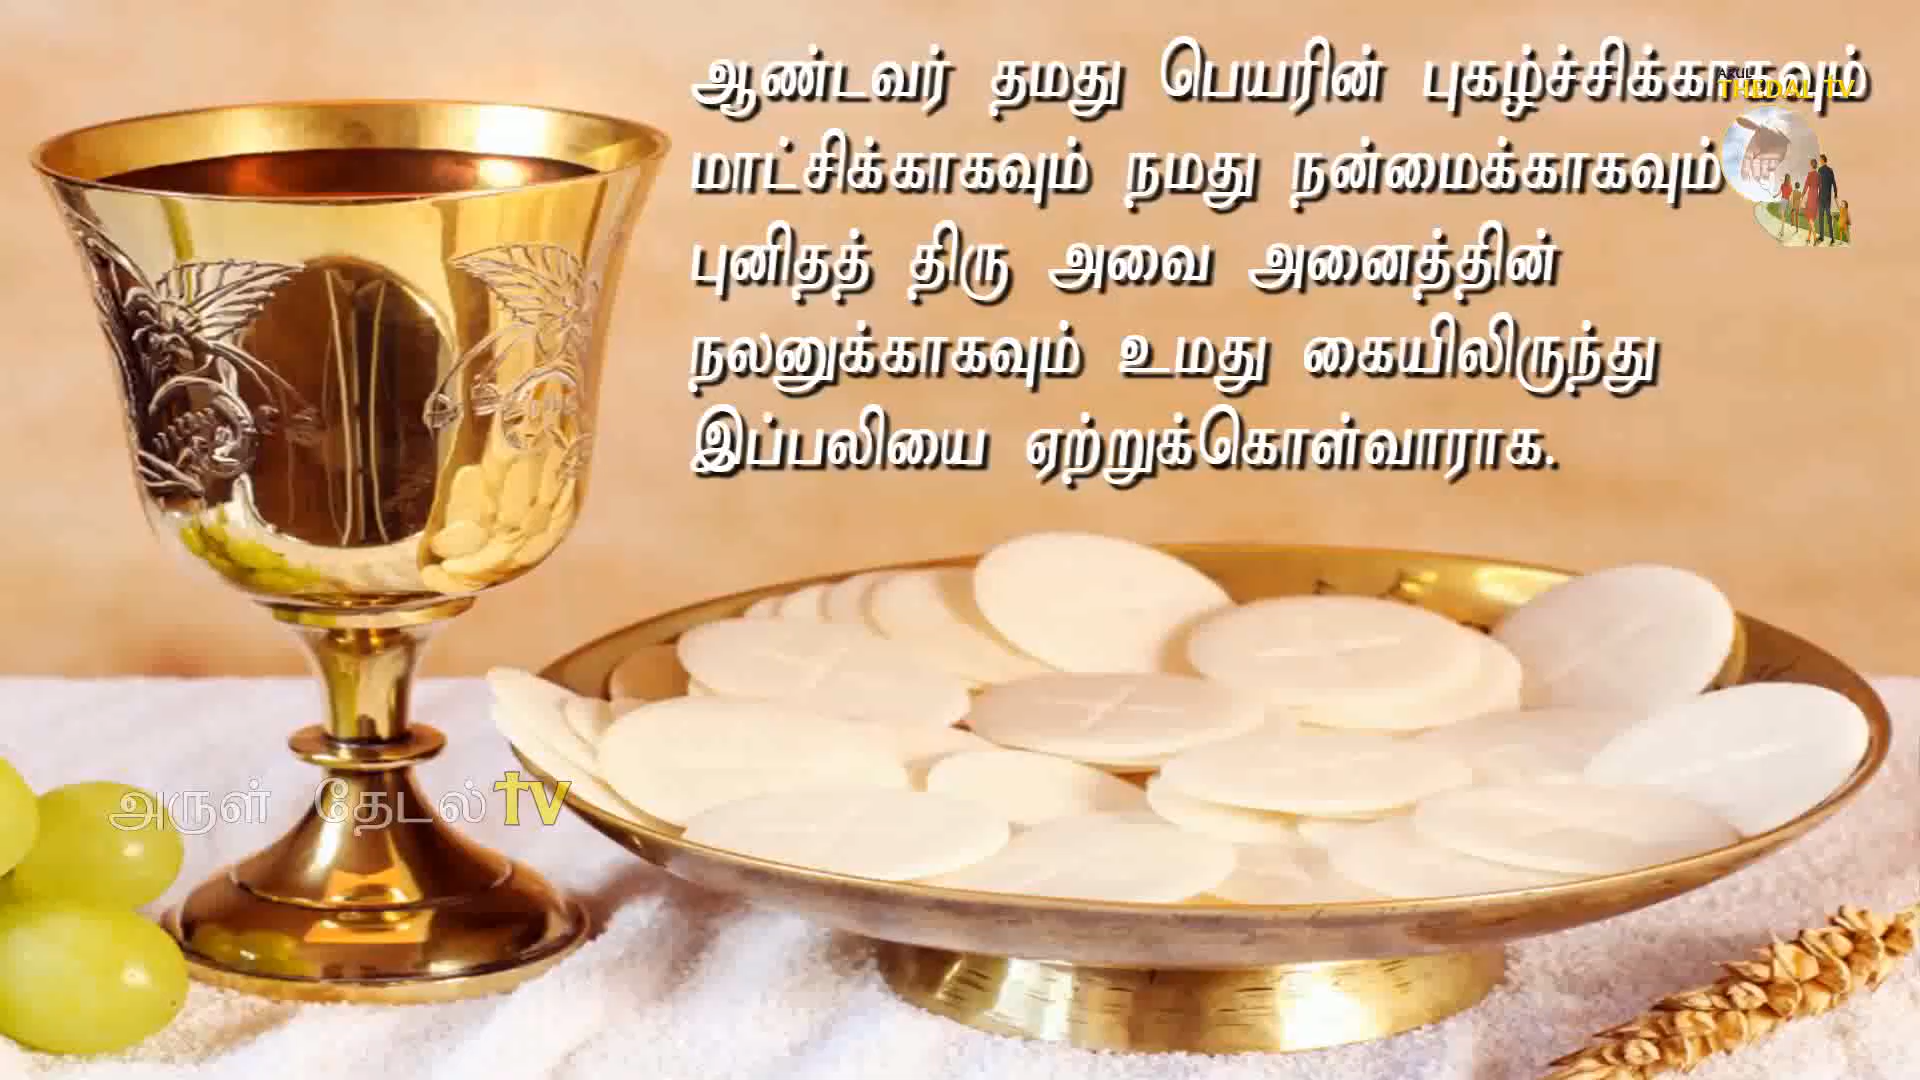 ஆண்டவர் தமது பெயரின் புகழ்ச்சிக்காகவும்
மாட்சிக்காகவும் நமது நன்மைக்காகவும்
புனிதத் திரு அவை அனைத்தின்
நலனுக்காகவும் உமது கையிலிருந்து
இப்பலியை ஏற்றுக்கொள்வாராக.
ARUL
THEDAL TV
அருள் தேடல் TV